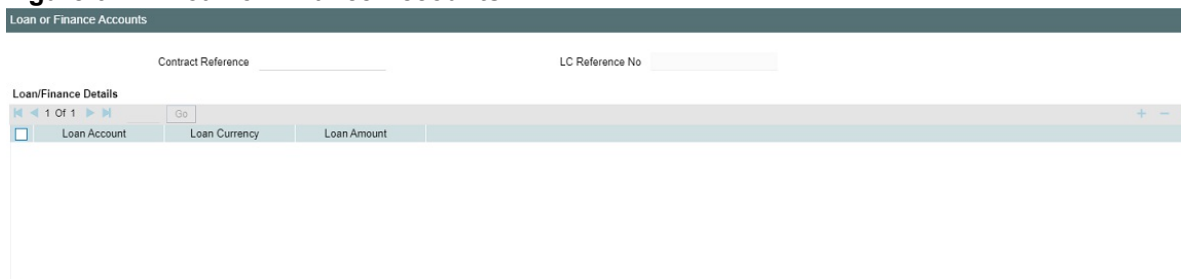 Loan or Finance Accounts
Contract Reference LC Reference No
Loan/Finance Details
1 Of 1 Go + -
Loan Account Loan Currency Loan Amount